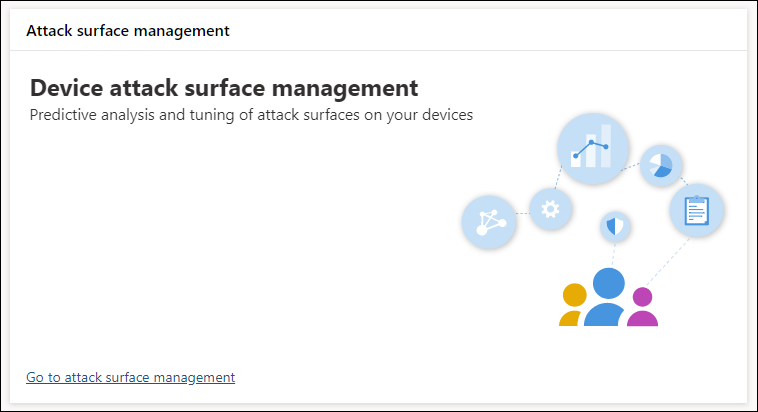 Attack surface management
Device attack surface management
Predictive analysis and tuning of attack surfaces on your devices
Go to attack surface management